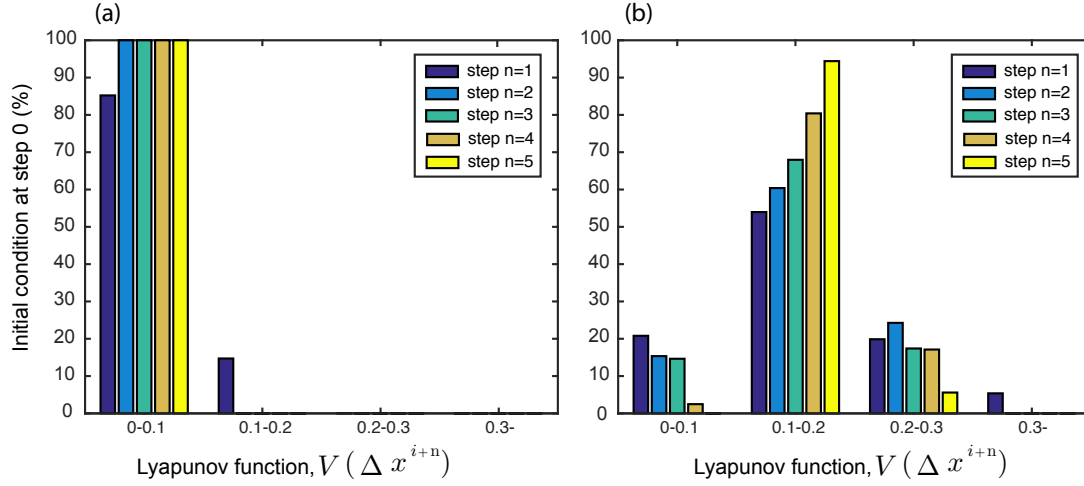 (a)
100
90
80
70
60
50
40
30
20
10
0
Initial condition at step 0 (%)
step n=1
step n=2
step n=3
step n=4
step n=5
0-0.1 0.1-0.2 0.2-0.3 0.3-
Lyapunov function, V ( Δ x^{i+n} )
(b)
100
90
80
70
60
50
40
30
20
10
0
step n=1
step n=2
step n=3
step n=4
step n=5
0-0.1 0.1-0.2 0.2-0.3 0.3-
Lyapunov function, V ( Δ x^{i+n} )